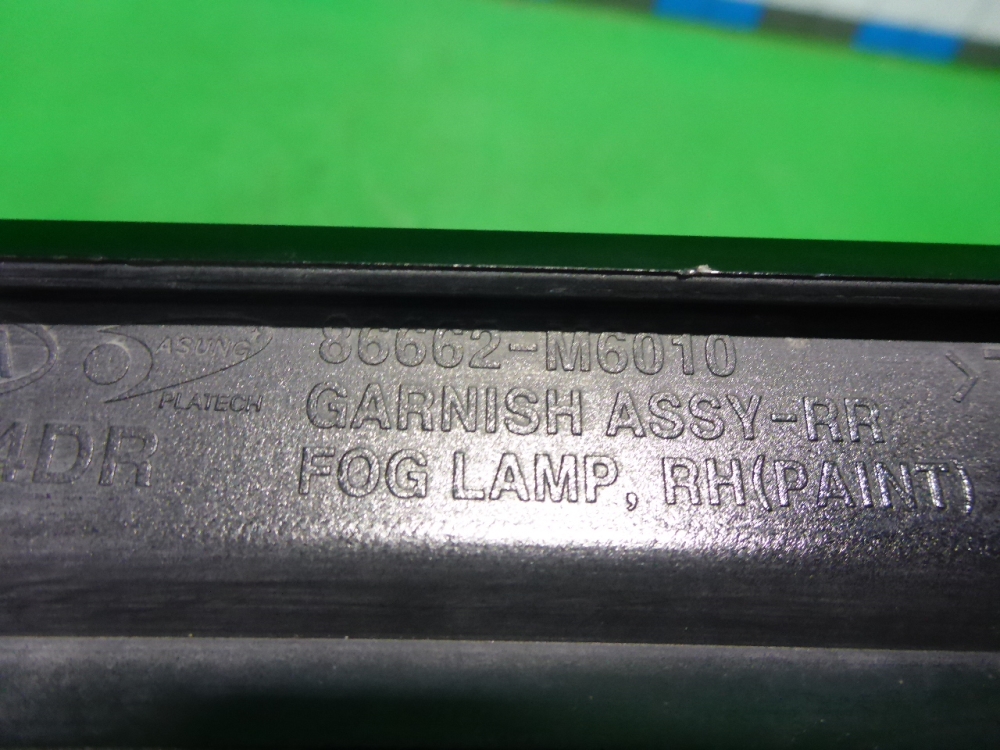 ASUNG
PLATECH
4DR
86662-M6010
GARNISH ASSY-RR
FOG LAMP, RH(PAINT)